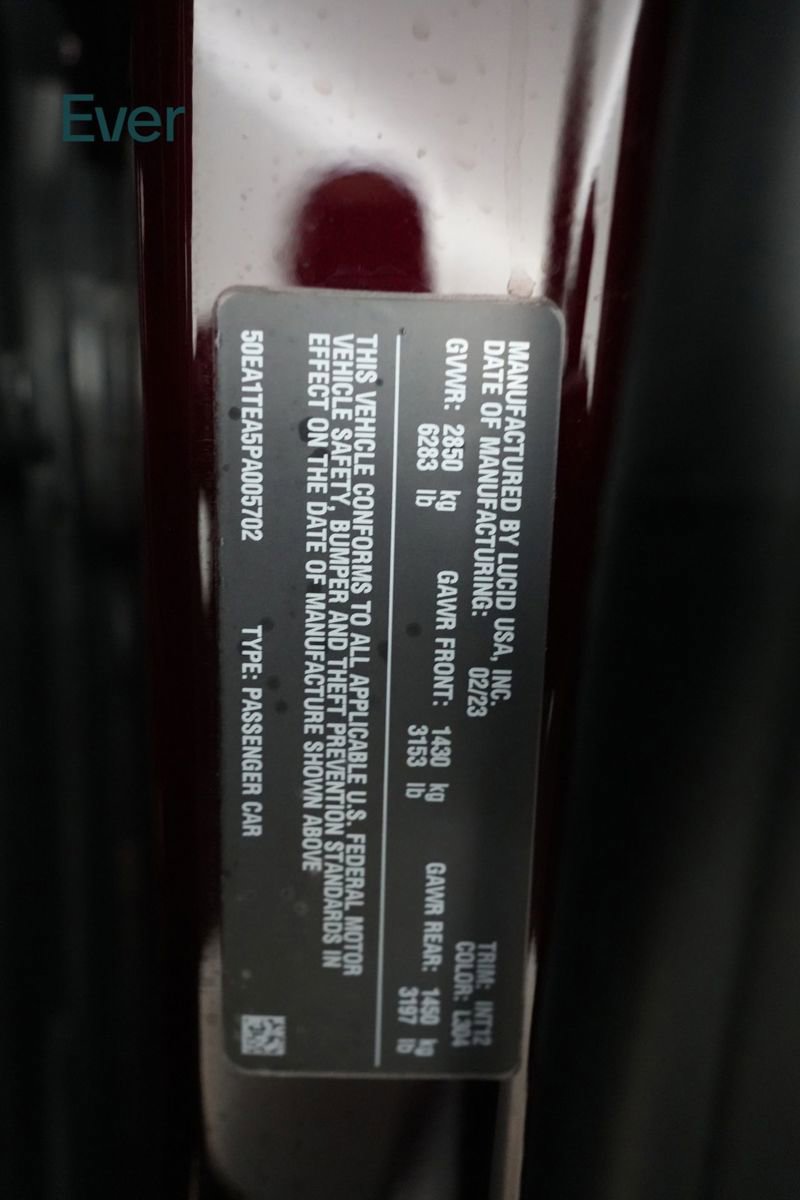 Ever
MANUFACTURED BY LUCID USA, INC.
DATE OF MANUFACTURING: 02/23
TRIM: INT12
COLOR: L304
GVWR: 2850 kg GAWR FRONT: 1430 kg GAWR REAR: 1450 kg
6283 lb 3153 lb 3197 lb
THIS VEHICLE CONFORMS TO ALL APPLICABLE U.S. FEDERAL MOTOR
VEHICLE SAFETY, BUMPER AND THEFT PREVENTION STANDARDS IN
EFFECT ON THE DATE OF MANUFACTURE SHOWN ABOVE
50EA1TEA5PA005702 TYPE: PASSENGER CAR